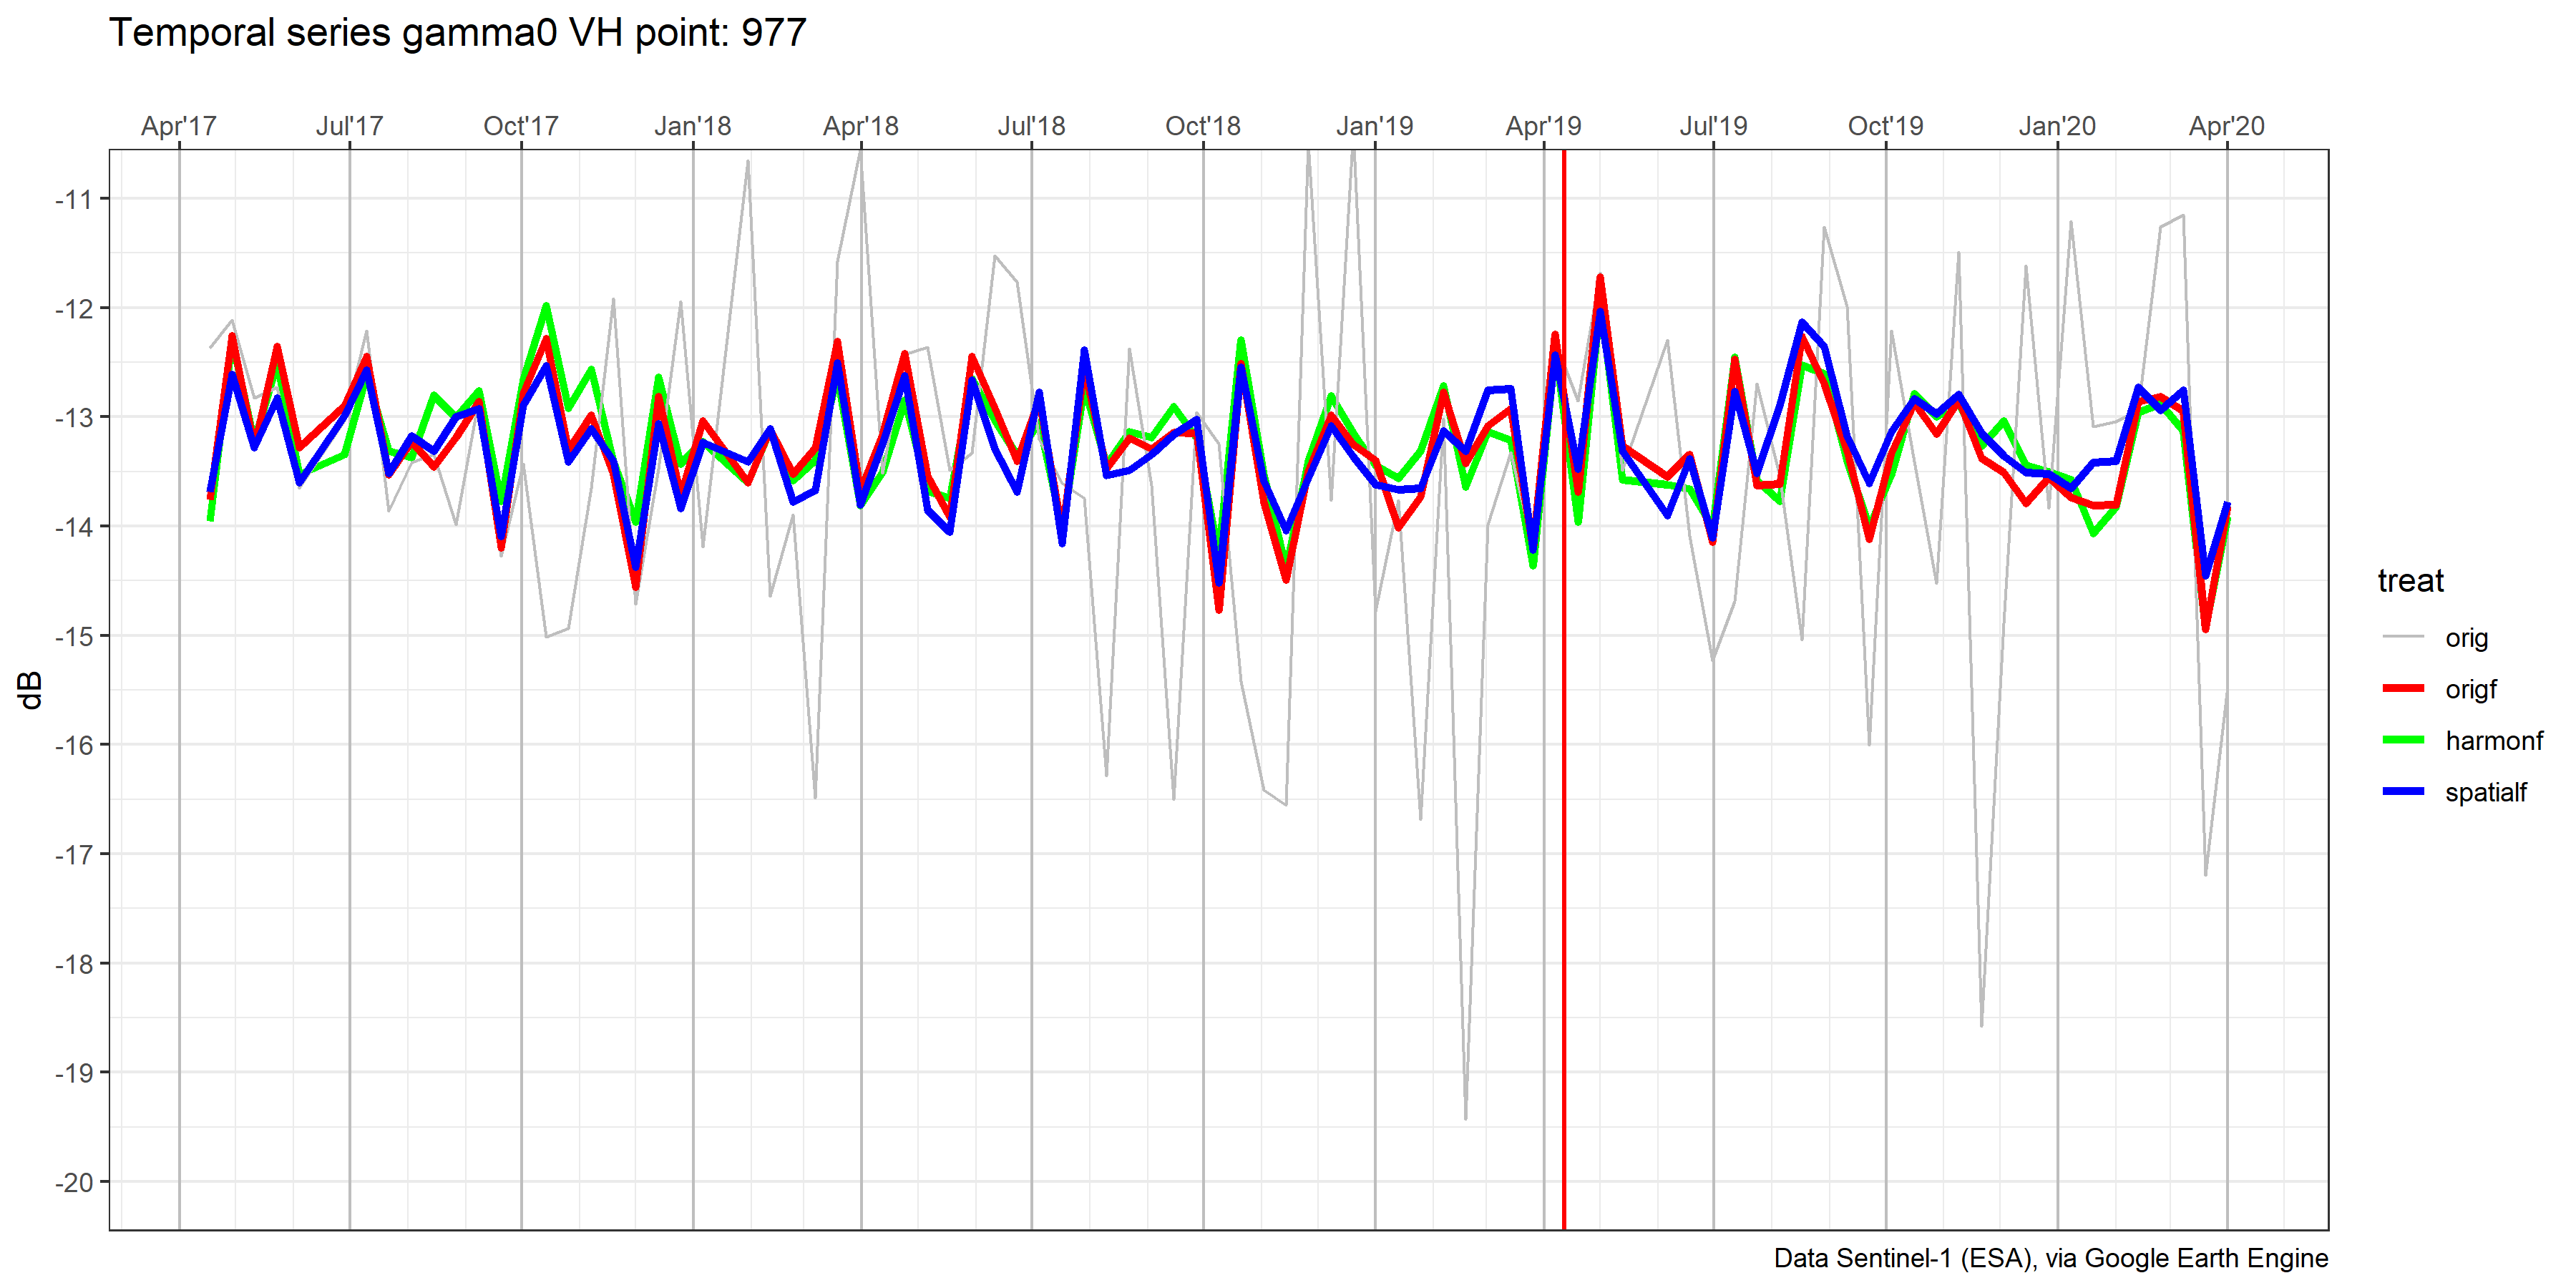 Temporal series gamma0 VH point: 977
Apr'17 Jul'17 Oct'17 Jan'18 Apr'18 Jul'18 Oct'18 Jan'19 Apr'19 Jul'19 Oct'19 Jan'20 Apr'20
-11
-12
-13
-14
-15
-16
-17
-18
-19
-20
dB
treat
orig
origf
harmonf
spatialf
Data Sentinel-1 (ESA), via Google Earth Engine